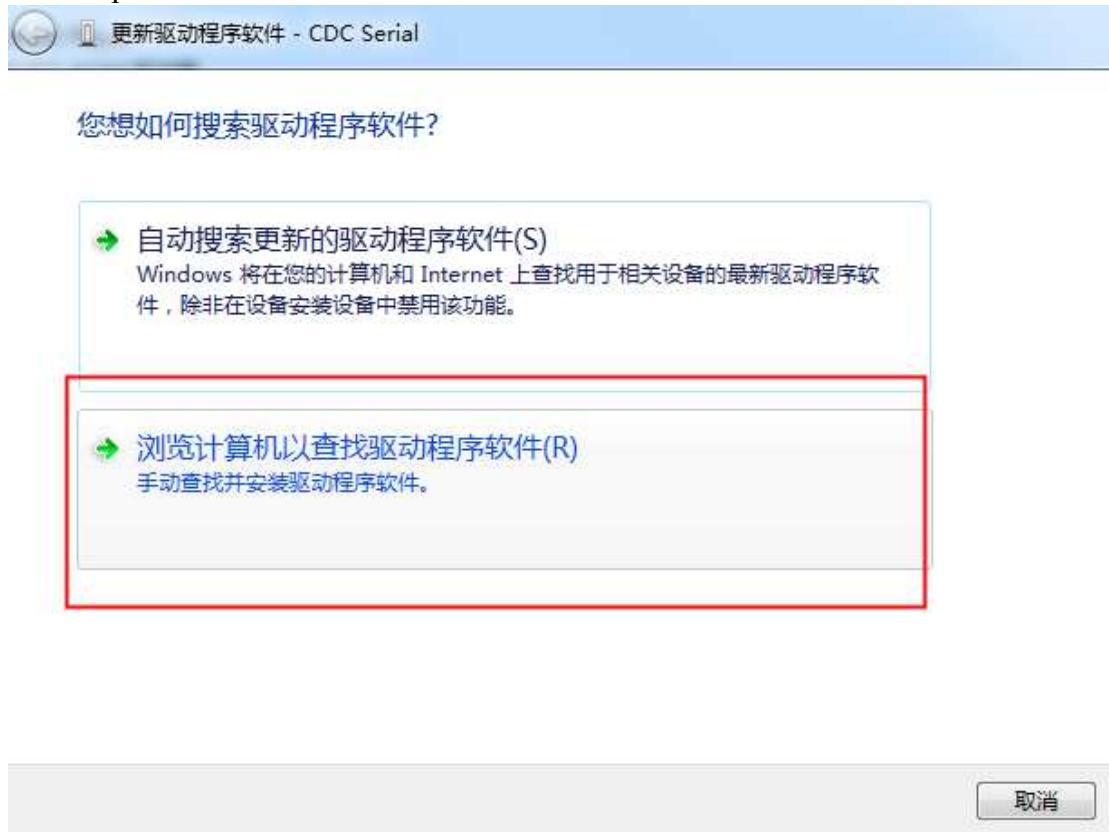 更新驱动程序软件 - CDC Serial
您想如何搜索驱动程序软件?
自动搜索更新的驱动程序软件(S)
Windows 将在您的计算机和 Internet 上查找用于相关设备的最新驱动程序软
件，除非在设备安装设备中禁用该功能。
浏览计算机以查找驱动程序软件(R)
手动查找并安装驱动程序软件。
取消